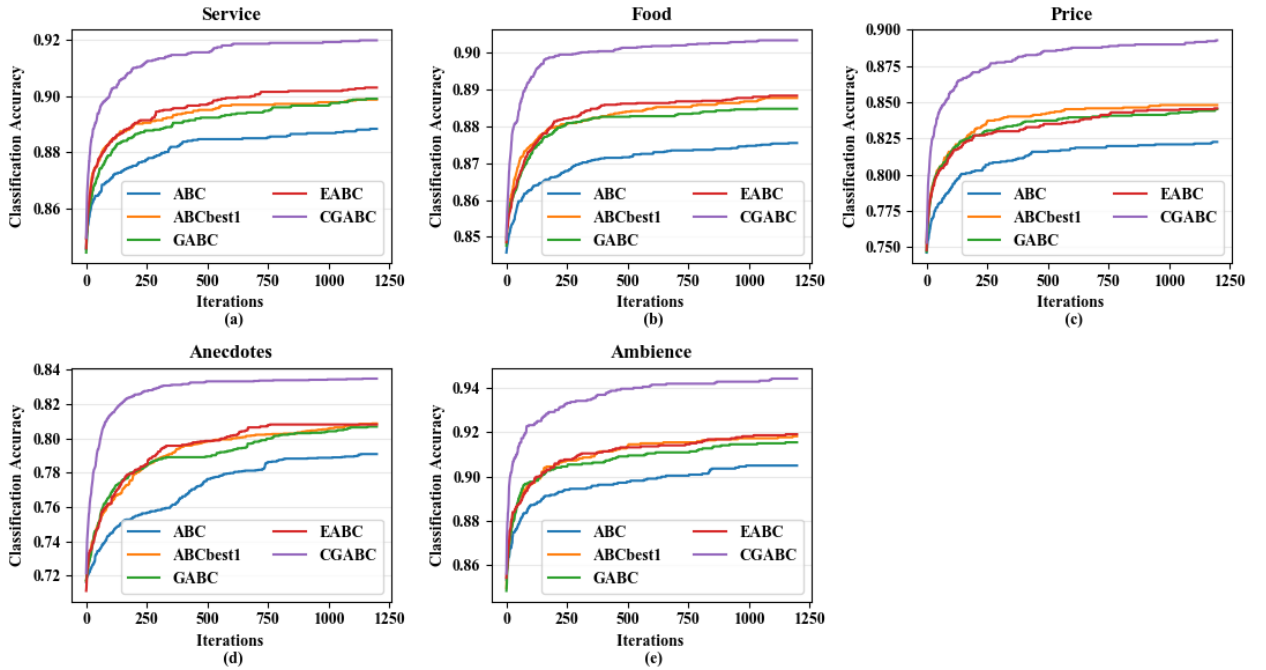 Service
Classification Accuracy
0.92
0.90
0.88
0.86
ABC
ABCbest1
GABC
EABC
CGABC
0 250 500 750 1000 1250
Iterations
(a)
Food
Classification Accuracy
0.90
0.89
0.88
0.87
0.86
0.85
ABC
ABCbest1
GABC
EABC
CGABC
0 250 500 750 1000 1250
Iterations
(b)
Price
Classification Accuracy
0.900
0.875
0.850
0.825
0.800
0.775
0.750
ABC
ABCbest1
GABC
EABC
CGABC
0 250 500 750 1000 1250
Iterations
(c)
Anecdotes
Classification Accuracy
0.84
0.82
0.80
0.78
0.76
0.74
0.72
ABC
ABCbest1
GABC
EABC
CGABC
0 250 500 750 1000 1250
Iterations
(d)
Ambience
Classification Accuracy
0.94
0.92
0.90
0.88
0.86
ABC
ABCbest1
GABC
EABC
CGABC
0 250 500 750 1000 1250
Iterations
(e)